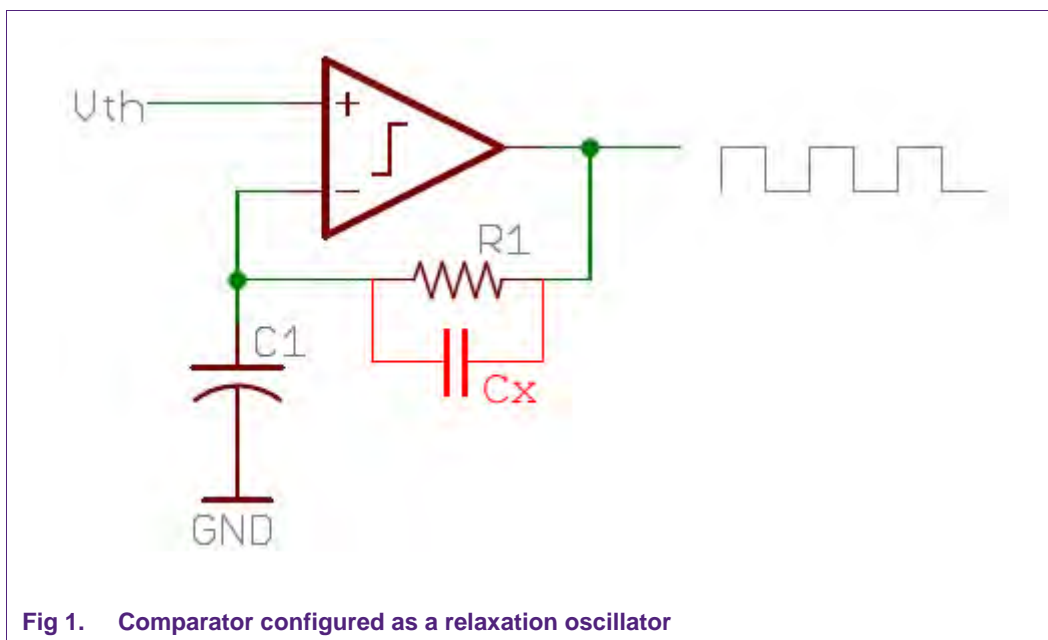 Vth
+
-
R1
C1
Cx
GND
Fig 1. Comparator configured as a relaxation oscillator